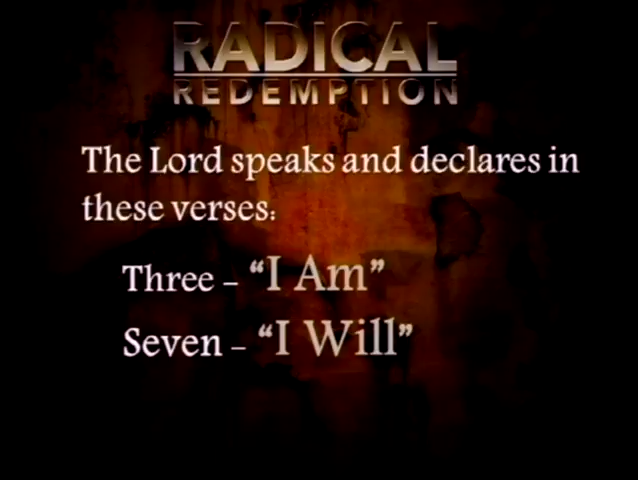 RADICAL
REDEMPTION
The Lord speaks and declares in
these verses:
Three – “I Am”
Seven – “I Will”